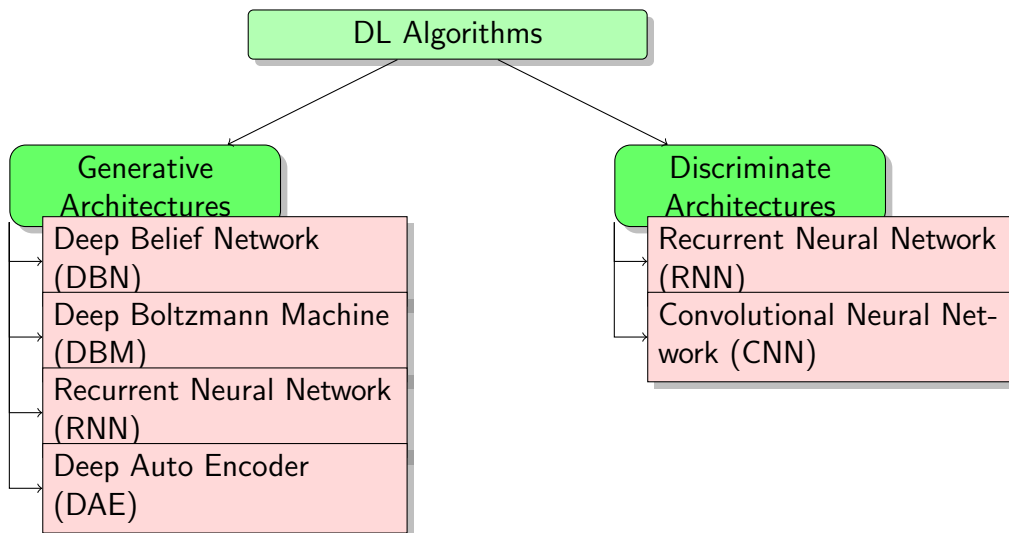 DL Algorithms
Generative
Architectures
Deep Belief Network
(DBN)
Deep Boltzmann Machine
(DBM)
Recurrent Neural Network
(RNN)
Deep Auto Encoder
(DAE)
Discriminate
Architectures
Recurrent Neural Network
(RNN)
Convolutional Neural Net-
work (CNN)